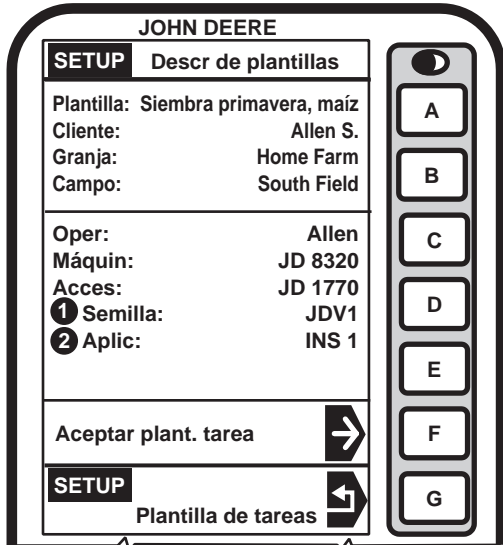 JOHN DEERE
SETUP Descr de plantillas
Plantilla: Siembra primavera, maíz
Cliente: Allen S.
Granja: Home Farm
Campo: South Field
Oper: Allen
Máquin: JD 8320
Acces: JD 1770
1 Semilla: JDV1
2 Aplic: INS 1
Aceptar plant. tarea
SETUP
Plantilla de tareas
A
B
C
D
E
F
G